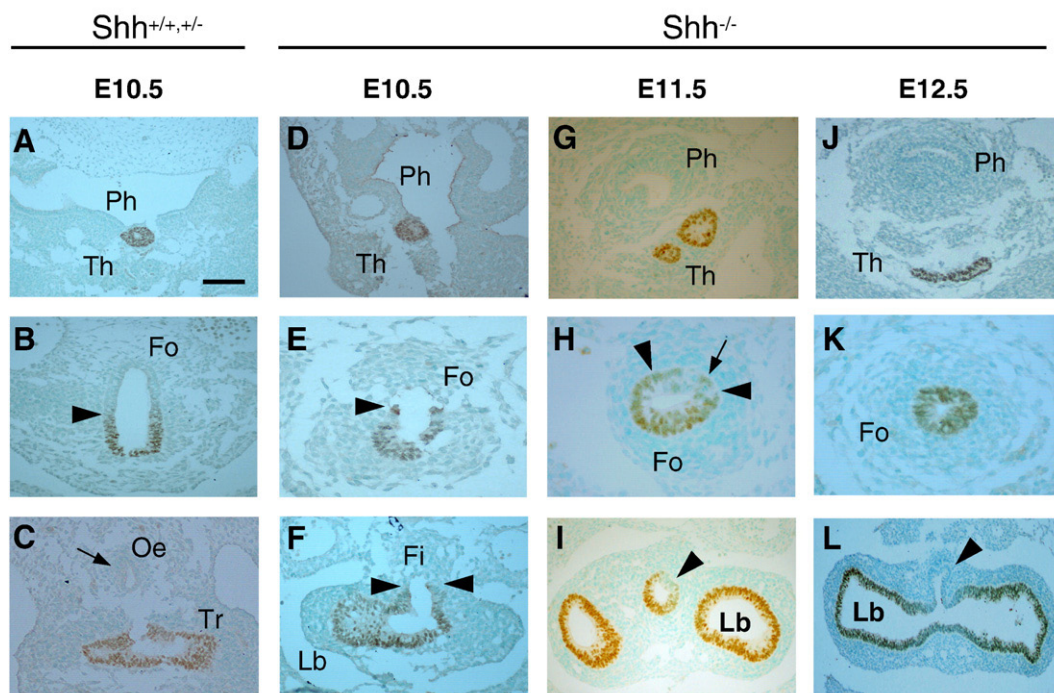 Shh+/+,+/- Shh-/-
E10.5 E10.5 E11.5 E12.5
A Ph Th
D Ph Th
G Ph Th
J Ph Th
B Fo
E Fo
H Fo
K Fo
C Oe Tr
F Fi Lb
I Lb
L Lb